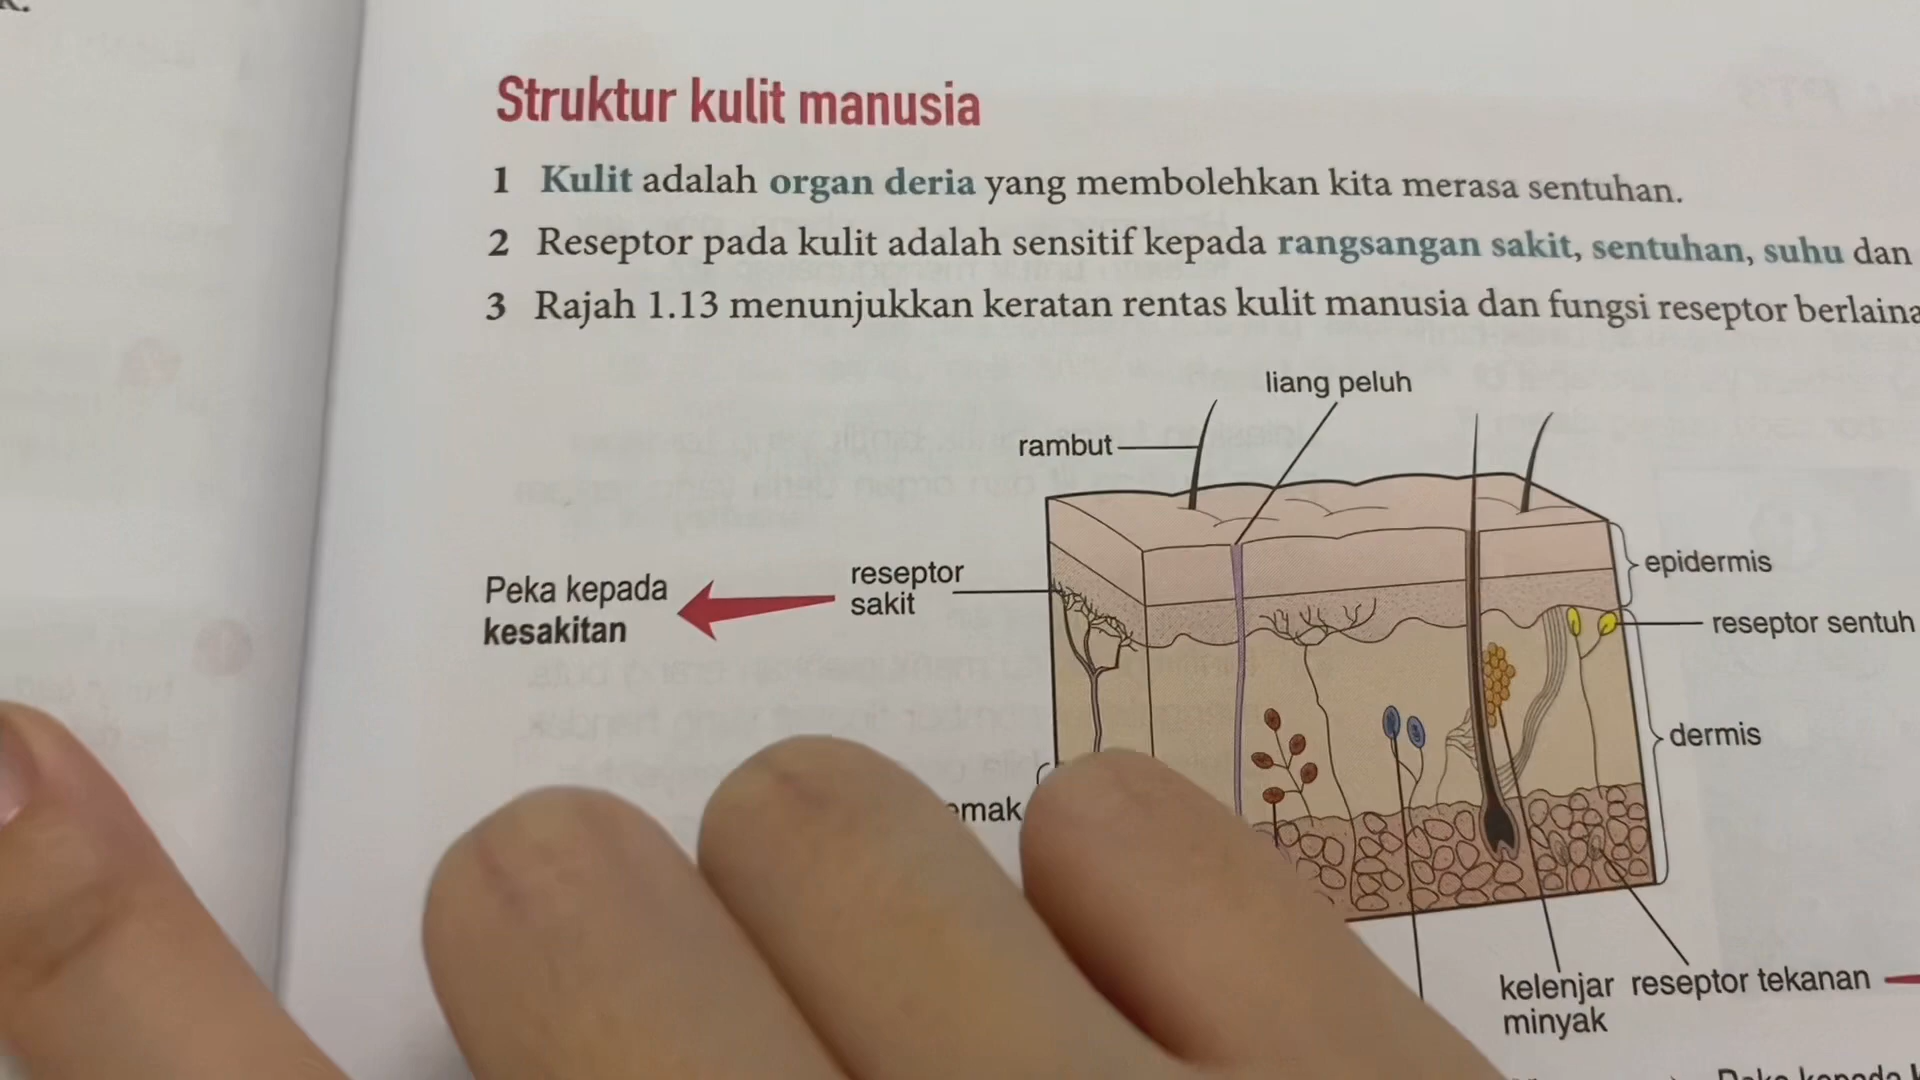 Struktur kulit manusia
1 Kulit adalah organ deria yang membolehkan kita merasa sentuhan.
2 Reseptor pada kulit adalah sensitif kepada rangsangan sakit, sentuhan, suhu dan
3 Rajah 1.13 menunjukkan keratan rentas kulit manusia dan fungsi reseptor
liang peluh
rambut
epidermis
reseptor
sakit
Peka kepada
kesakitan
reseptor sentuh
dermis
kelenjar
minyak
reseptor tekanan